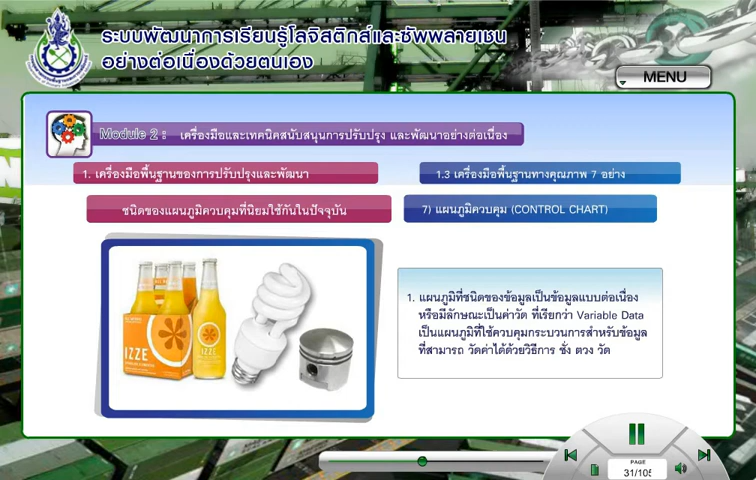 ระบบพัฒนาการเรียนรู้โลจิสติกส์และซัพพลายเชน
อย่างต่อเนื่องด้วยตนเอง
MENU
Module 2 : เครื่องมือและเทคนิคสนับสนุนการปรับปรุง และพัฒนาอย่างต่อเนื่อง
1. เครื่องมือพื้นฐานของการปรับปรุงและพัฒนา
1.3 เครื่องมือพื้นฐานทางคุณภาพ 7 อย่าง
ชนิดของแผนภูมิควบคุมที่นิยมใช้กันในปัจจุบัน
7) แผนภูมิควบคุม (CONTROL CHART)
IZZE
1. แผนภูมิที่ชนิดของข้อมูลเป็นข้อมูลแบบต่อเนื่อง
หรือมีลักษณะเป็นค่าวัด ที่เรียกว่า Variable Data
เป็นแผนภูมิที่ใช้ควบคุมกระบวนการสำหรับข้อมูล
ที่สามารถ วัดค่าได้ด้วยวิธีการ ชั่ง ตวง วัด
PAGE
31/105